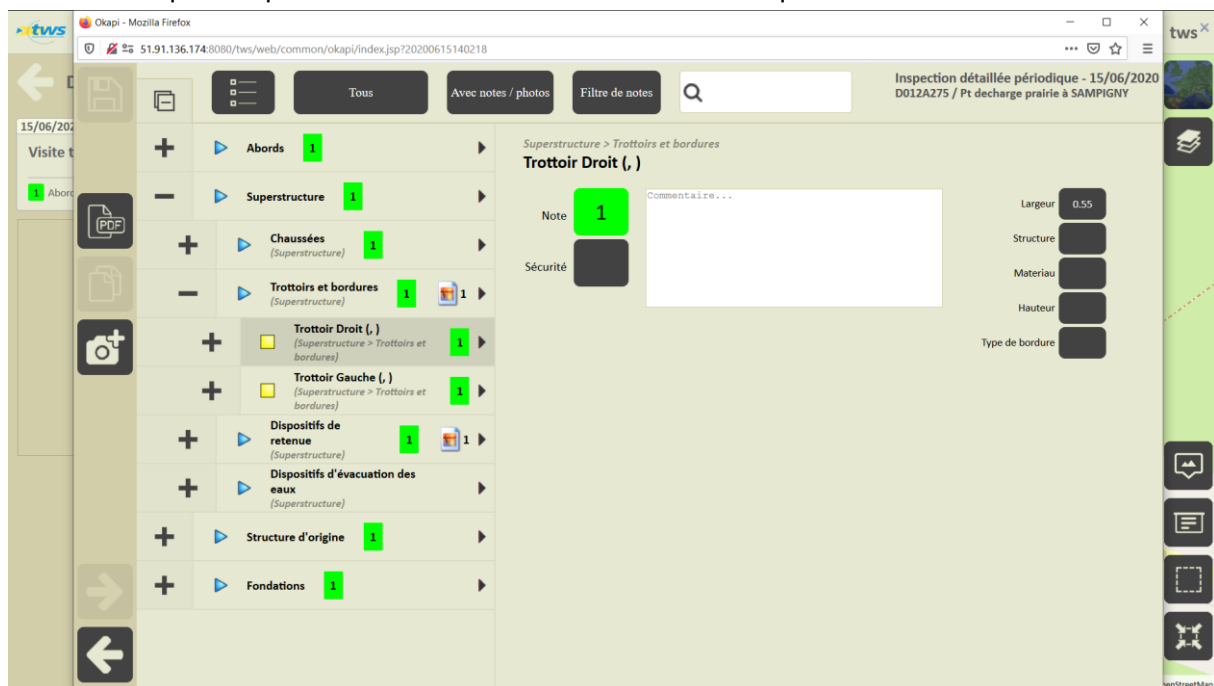 tws
Okapi - Mozilla Firefox
51.91.136.174:8080/tws/web/common/okapi/index.jsp?20200615140218
tws
Tous
Avec notes / photos
Filtre de notes
Inspection détaillée périodique - 15/06/2020
D012A275 / Pt decharge prairie à SAMPIGNY
15/06/202
Visite t
1 Abord
PDF
Abords 1
Superstructure 1
Chaussées
(Superstructure)
1
Trottoirs et bordures
(Superstructure)
1
1
Trottoir Droit (, )
(Superstructure > Trottoirs et
bordures)
1
Trottoir Gauche (, )
(Superstructure > Trottoirs et
bordures)
1
Dispositifs de
retenue
(Superstructure)
1
1
Dispositifs d'évacuation des
eaux
(Superstructure)
Structure d'origine 1
Fondations 1
Superstructure > Trottoirs et bordures
Trottoir Droit (, )
Note 1
Commentaire...
Sécurité
Largeur 0.55
Structure
Materiau
Hauteur
Type de bordure
enStreetMap